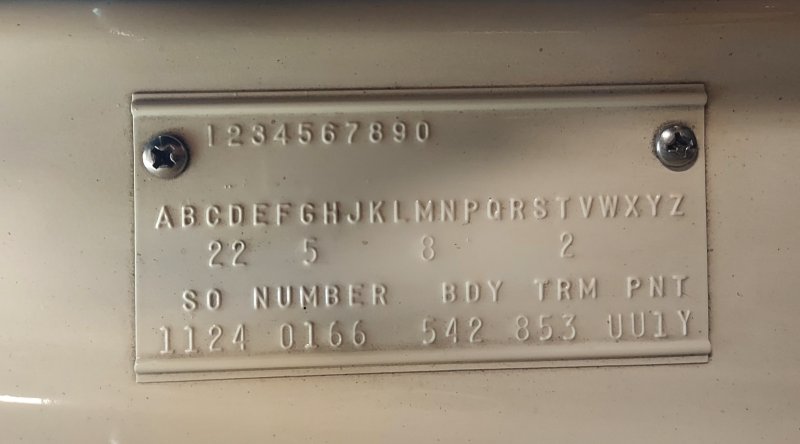 1234567890
ABCDEFGHJKLMNPQRSTVWXYZ
22 5 8 2
SO NUMBER BDY TRM PNT
1124 0166 542 853 UU1Y